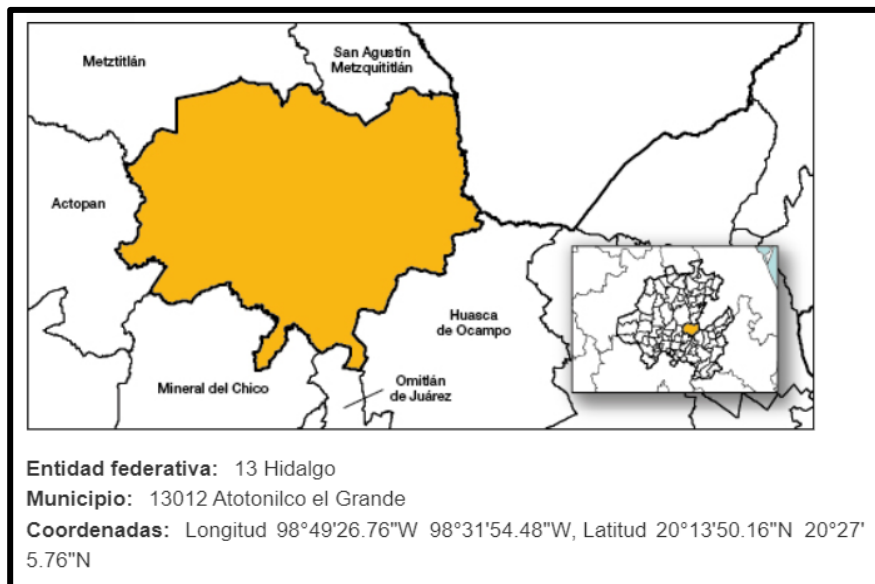 Metztitlán
San Agustín
Metzquititlán
Actopan
Huasca
de Ocampo
Mineral del Chico
Omitlán
de Juárez
Entidad federativa: 13 Hidalgo
Municipio: 13012 Atotonilco el Grande
Coordenadas: Longitud 98°49'26.76"W 98°31'54.48"W, Latitud 20°13'50.16"N 20°27'
5.76"N